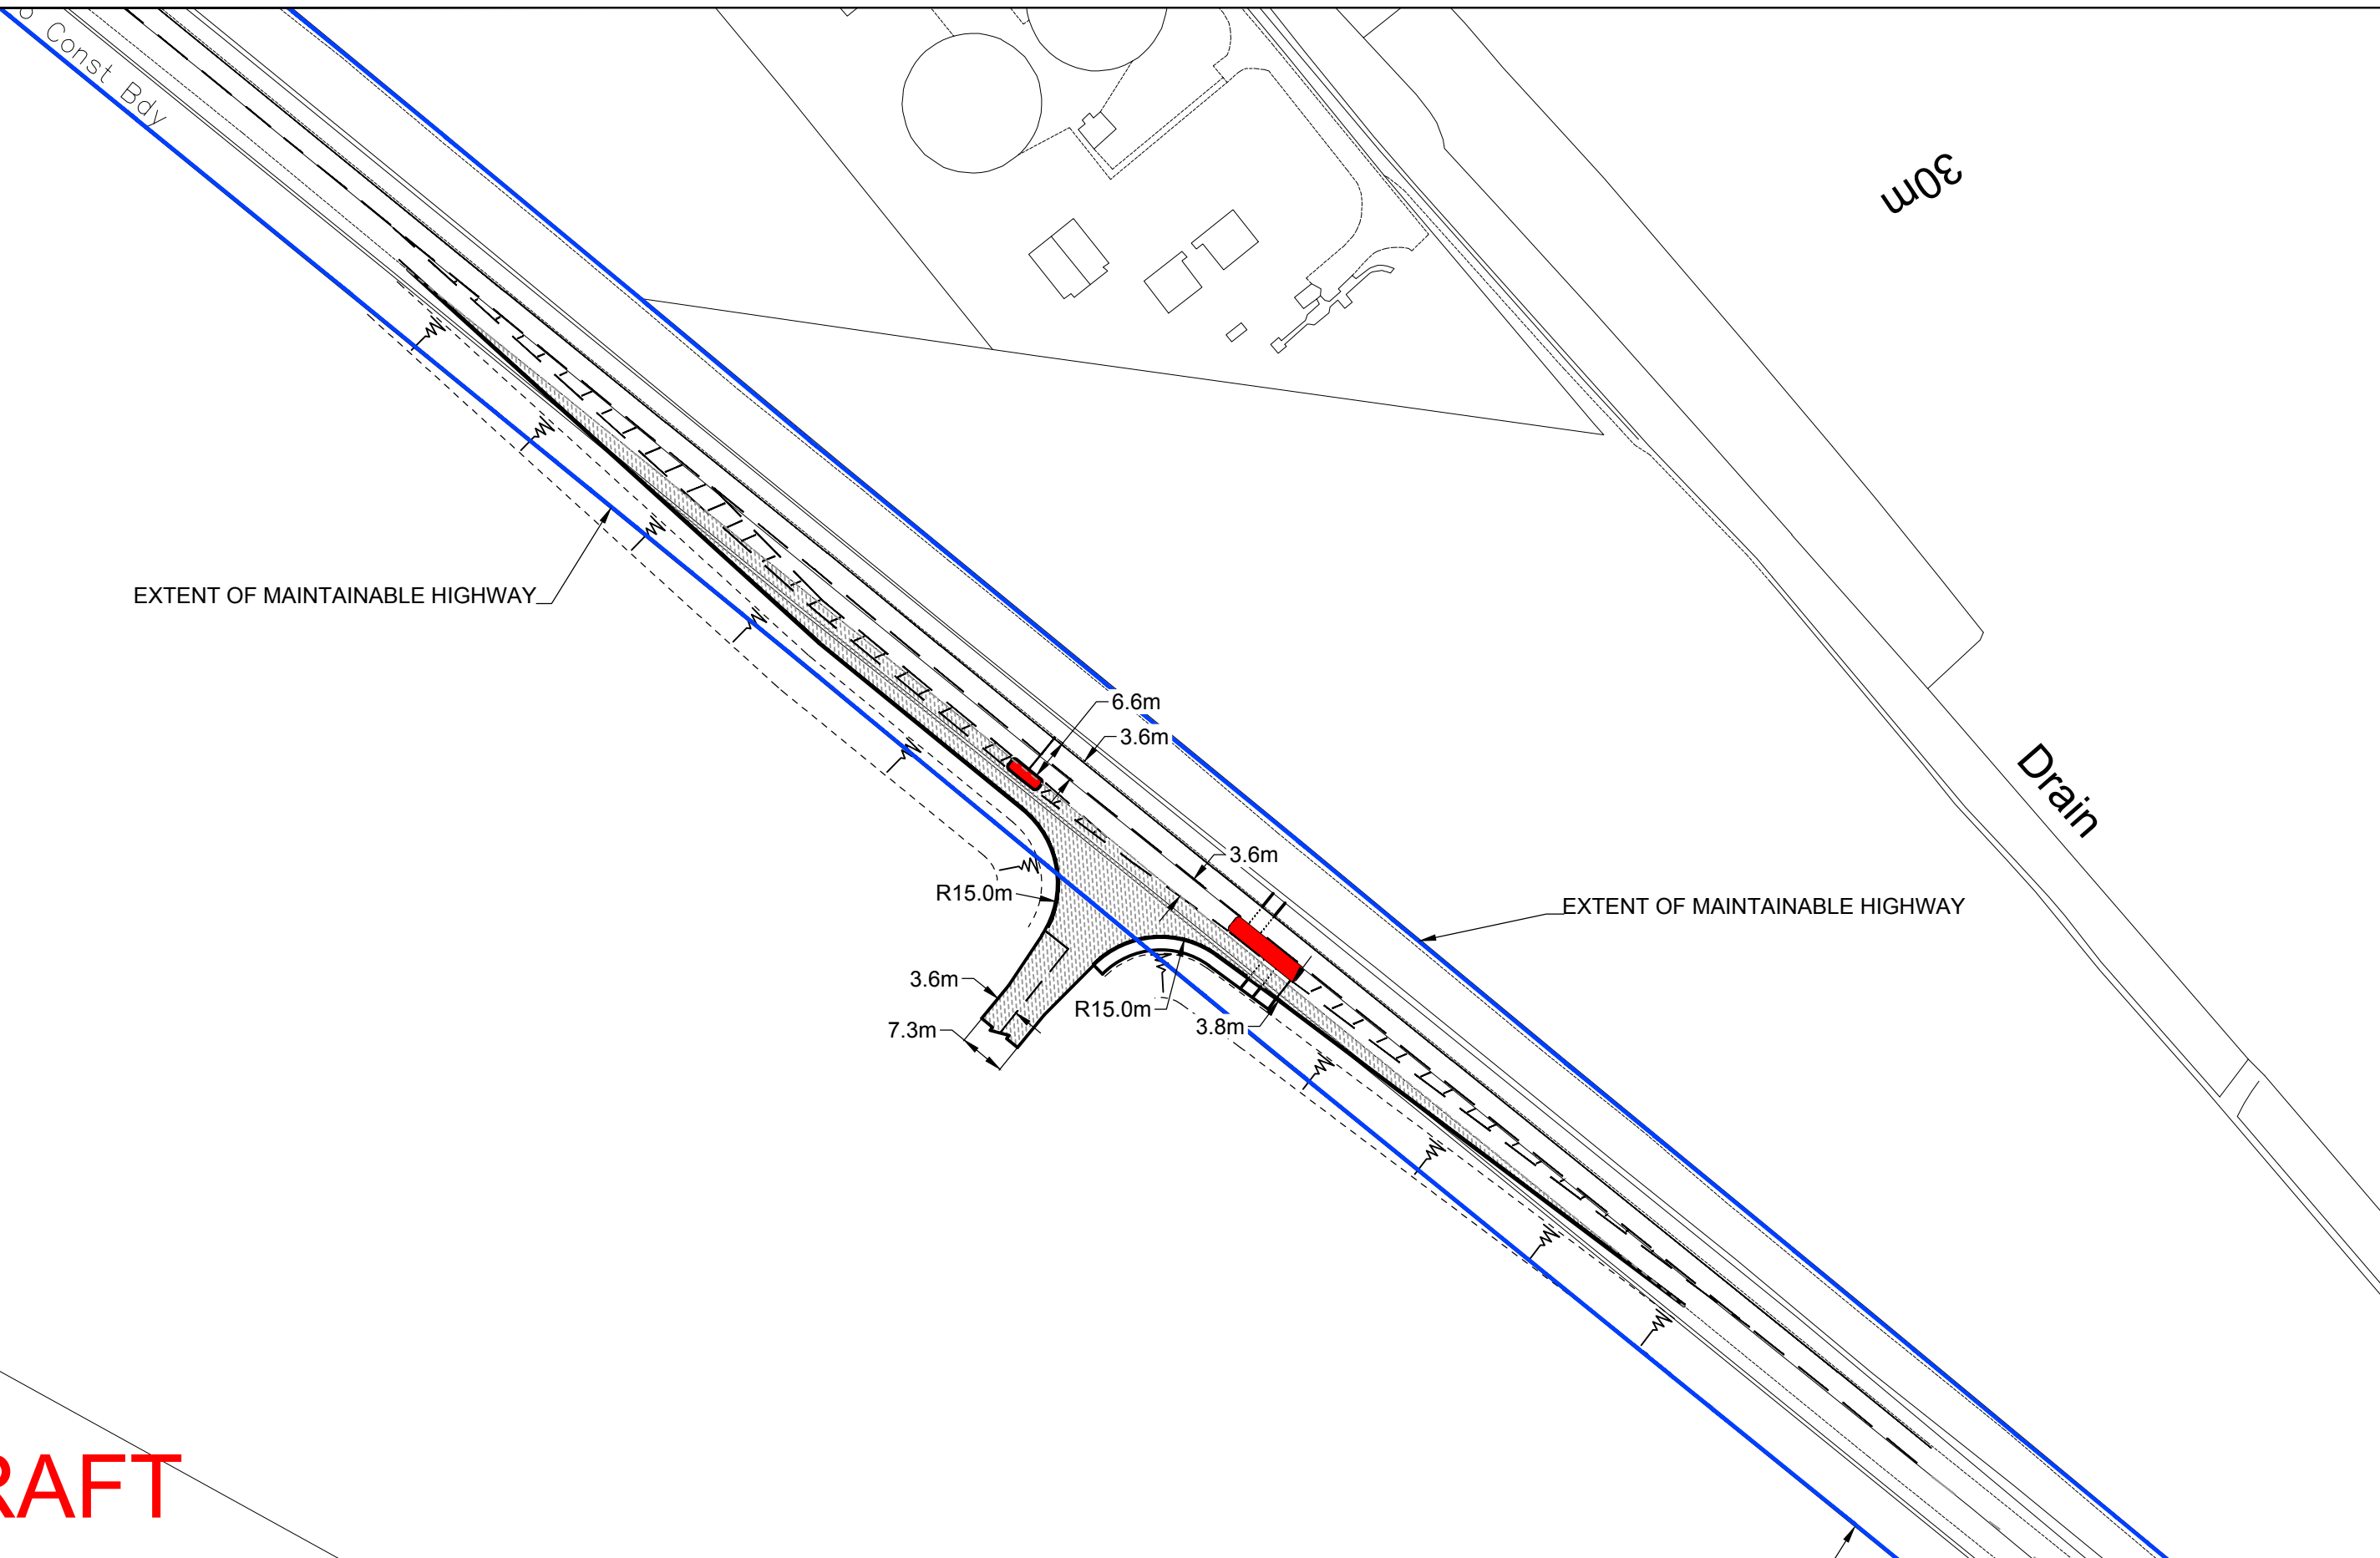 o Const Bdy
30m
EXTENT OF MAINTAINABLE HIGHWAY
6.6m
3.6m
Drain
3.6m
R15.0m
EXTENT OF MAINTAINABLE HIGHWAY
3.6m
R15.0m
7.3m
3.8m
RAFT